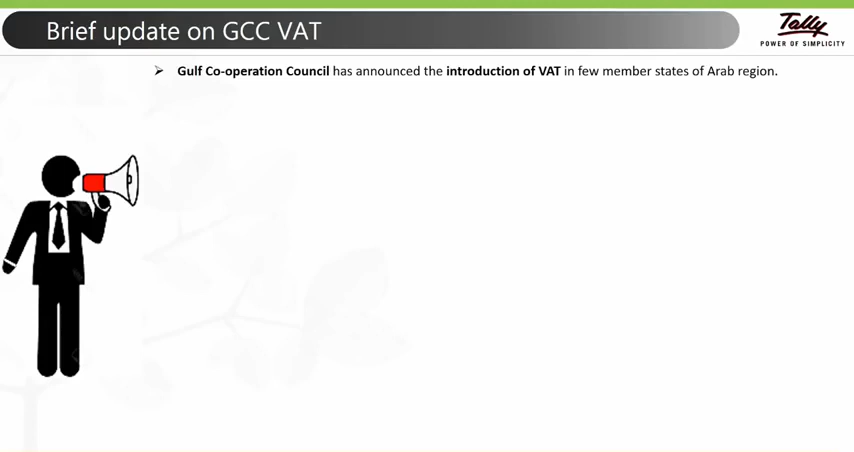 Brief update on GCC VAT
Tally
POWER OF SIMPLICITY
➢ Gulf Co-operation Council has announced the introduction of VAT in few member states of Arab region.